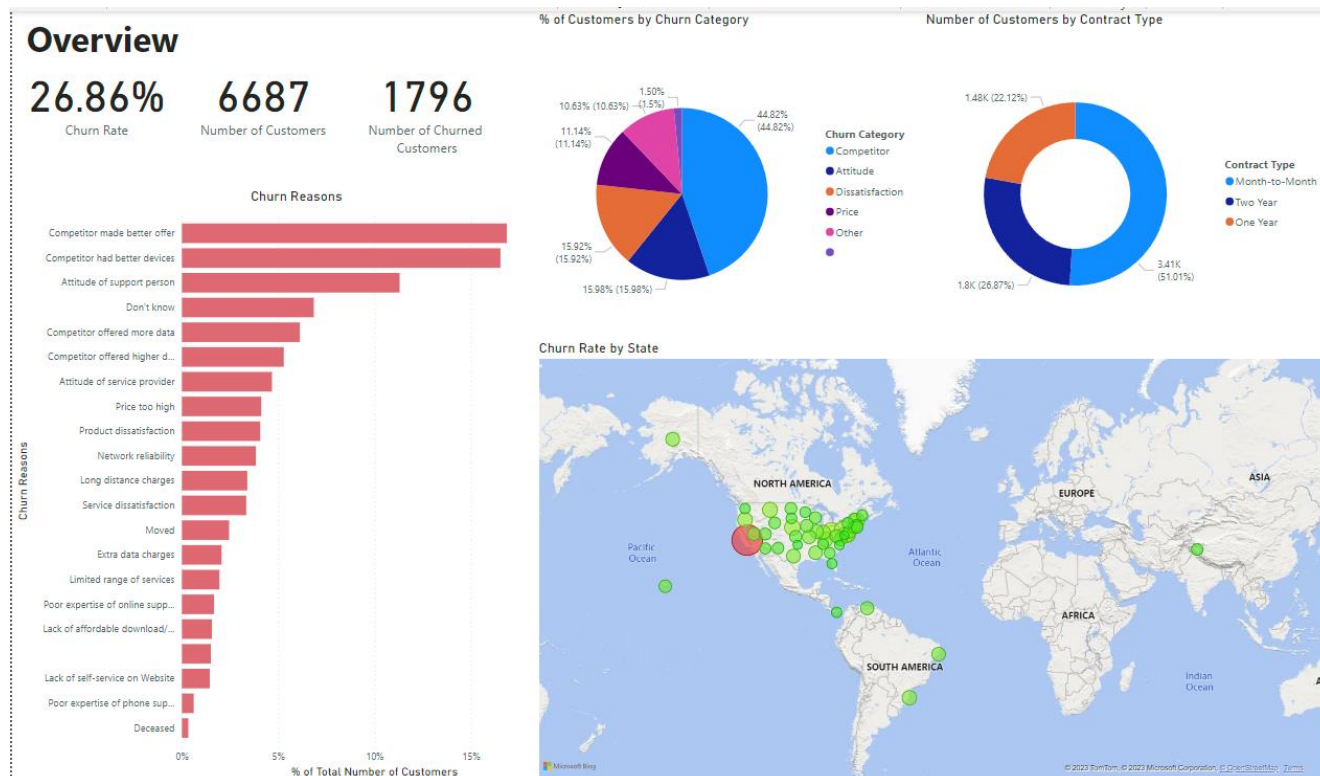 Overview
26.86%
Churn Rate
6687
Number of Customers
1796
Number of Churned
Customers
Churn Reasons
Churn Reasons
Competitor made better offer
Competitor had better devices
Attitude of support person
Don't know
Competitor offered more data
Competitor offered higher d...
Attitude of service provider
Price too high
Product dissatisfaction
Network reliability
Long distance charges
Service dissatisfaction
Moved
Extra data charges
Limited range of services
Poor expertise of online supp...
Lack of affordable download/...
Lack of self-service on Website
Poor expertise of phone sup...
Deceased
0%
5%
10%
15%
% of Total Number of Customers
% of Customers by Churn Category
1.50%
(1.5%)
10.63% (10.63%)
11.14%
(11.14%)
15.92%
(15.92%)
15.98% (15.98%)
44.82%
(44.82%)
Churn Category
Competitor
Attitude
Dissatisfaction
Price
Other
Number of Customers by Contract Type
1.48K (22.12%)
1.8K (26.87%)
3.41K
(51.01%)
Contract Type
Month-to-Month
Two Year
One Year
Churn Rate by State
NORTH AMERICA
EUROPE
ASIA
Pacific
Ocean
Atlantic
Ocean
AFRICA
SOUTH AMERICA
Indian
Ocean
A
Microsoft Bing
© 2023 TomTom, © 2023 Microsoft Corporation, © OpenStreetMap Terms